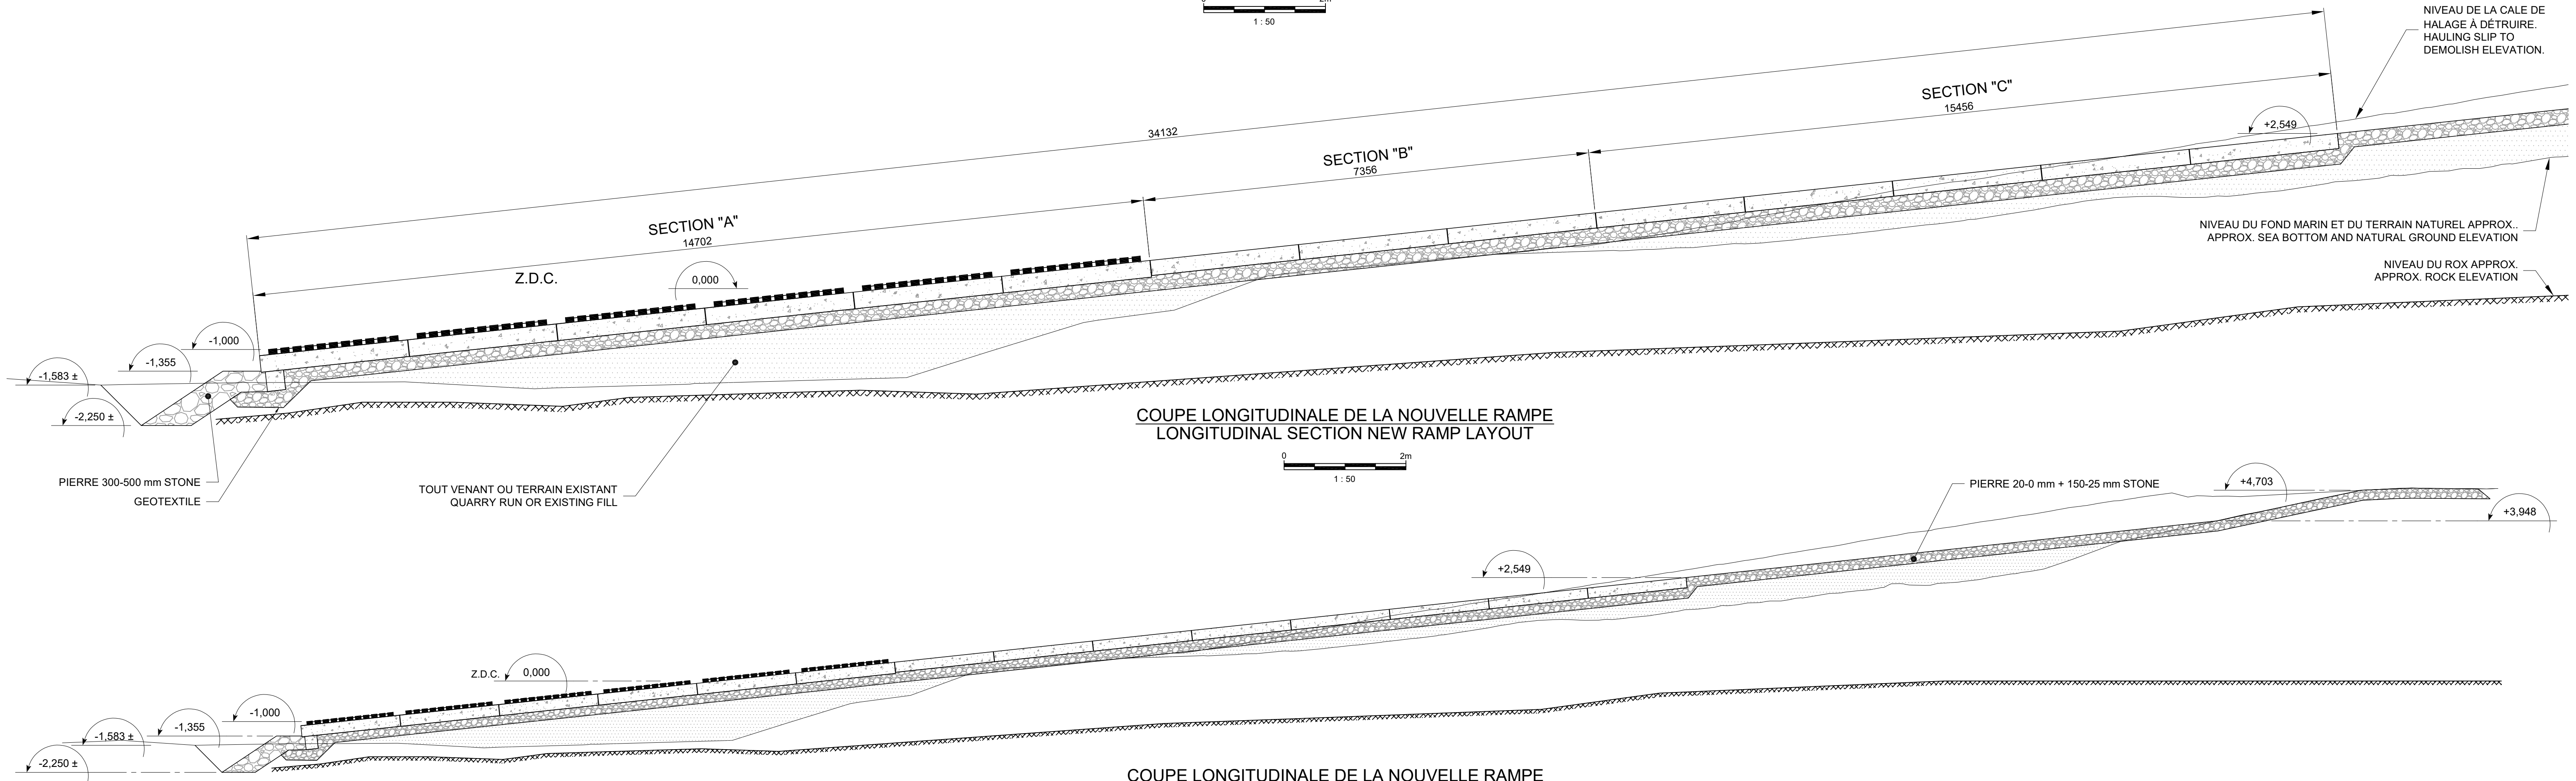 2m
1 : 50
NIVEAU DE LA CALE DE
HALAGE À DÉTRUIRE.
HAULING SLIP TO
DEMOLISH ELEVATION.
34132
SECTION "C"
15456
+2,549
SECTION "B"
7356
SECTION "A"
14702
Z.D.C.
0,000
-1,000
-1,355
-1,583 ±
-2,250 ±
NIVEAU DU FOND MARIN ET DU TERRAIN NATUREL APPROX..
APPROX. SEA BOTTOM AND NATURAL GROUND ELEVATION
NIVEAU DU ROX APPROX.
APPROX. ROCK ELEVATION
COUPE LONGITUDINALE DE LA NOUVELLE RAMPE
LONGITUDINAL SECTION NEW RAMP LAYOUT
0 2m
1 : 50
PIERRE 300-500 mm STONE
GEOTEXTILE
TOUT VENANT OU TERRAIN EXISTANT
QUARRY RUN OR EXISTING FILL
PIERRE 20-0 mm + 150-25 mm STONE
+4,703
+3,948
+2,549
Z.D.C. 0,000
-1,000
-1,355
-1,583 ±
-2,250 ±
COUPE LONGITUDINALE DE LA NOUVELLE RAMPE